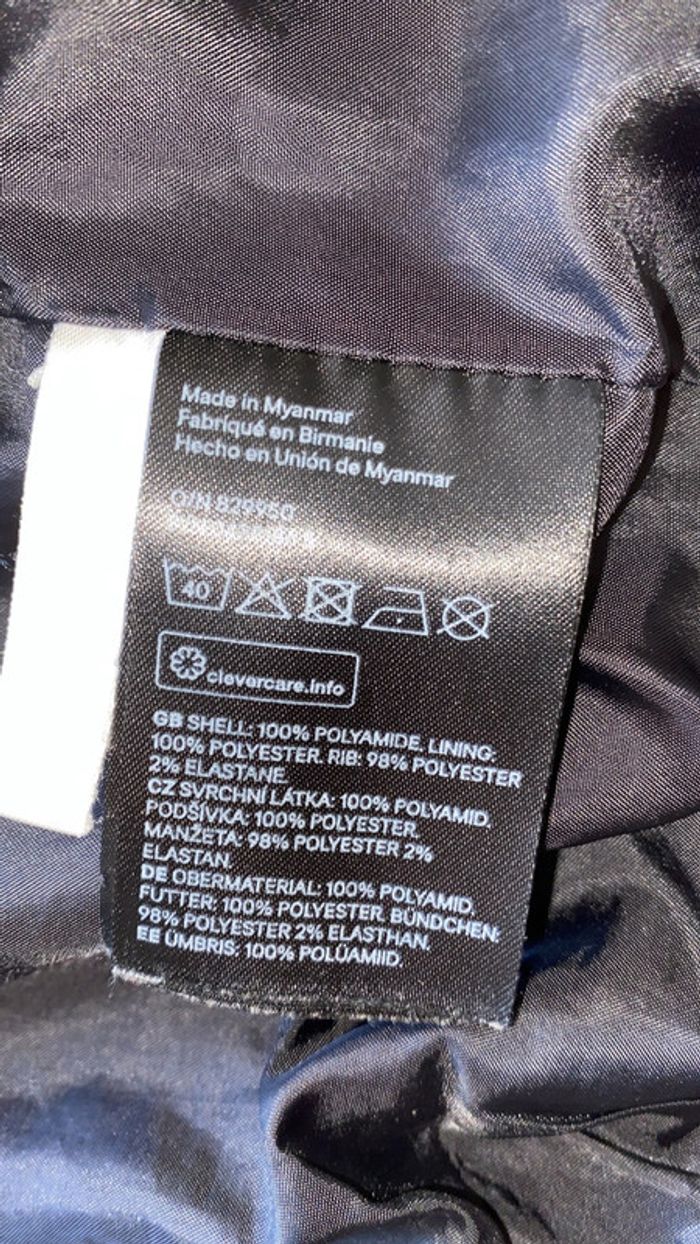 Made in Myanmar
Fabriqué en Birmanie
Hecho en Unión de Myanmar
O/N 829950
40
clevercare.info
GB SHELL: 100% POLYAMIDE. LINING:
100% POLYESTER. RIB: 98% POLYESTER
2% ELASTANE.
CZ SVRCHNÍ LÁTKA: 100% POLYAMID.
PODŠÍVKA: 100% POLYESTER.
MANŽETA: 98% POLYESTER 2%
ELASTAN.
DE OBERMATERIAL: 100% POLYAMID.
FUTTER: 100% POLYESTER. BÜNDCHEN:
98% POLYESTER 2% ELASTHAN.
EE ÜMBRIS: 100% POLÜAMIID.